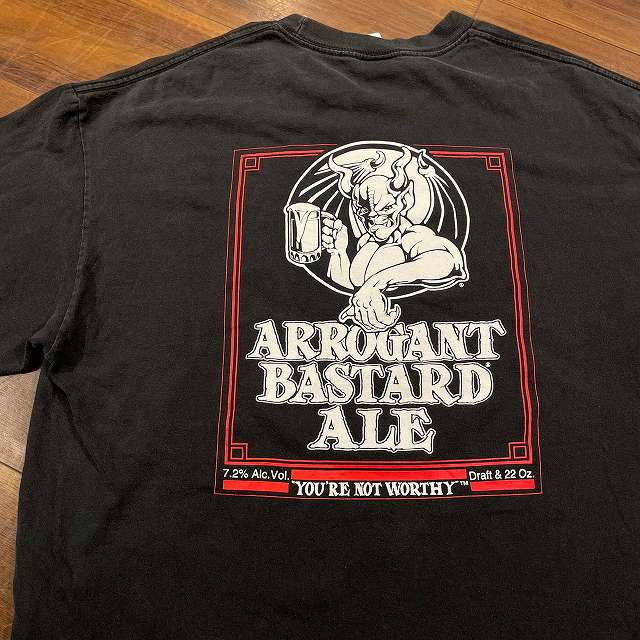 ARROGANT
BASTARD®
ALE
7.2% Alc.Vol. Draft & 22 Oz.
"YOU'RE NOT WORTHY"™